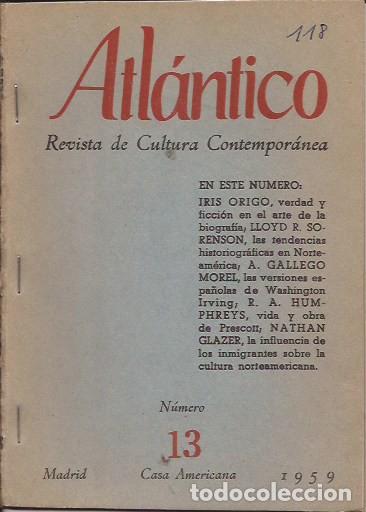 118
Atlántico
Revista de Cultura Contemporánea
EN ESTE NUMERO:
IRIS ORIGO, verdad y
ficción en el arte de la
biografía; LLOYD R. SO-
RENSON, las tendencias
historiográficas en Norte-
américa; A. GALLEGO
MOREL, las versiones es-
pañolas de Washington
Irving; R. A. HUM-
PHREYS, vida y obra
de Prescott; NATHAN
GLAZER, la influencia de
los inmigrantes sobre la
cultura norteamericana.
Número
13
Madrid Casa Americana 1959
todocoleccion.net